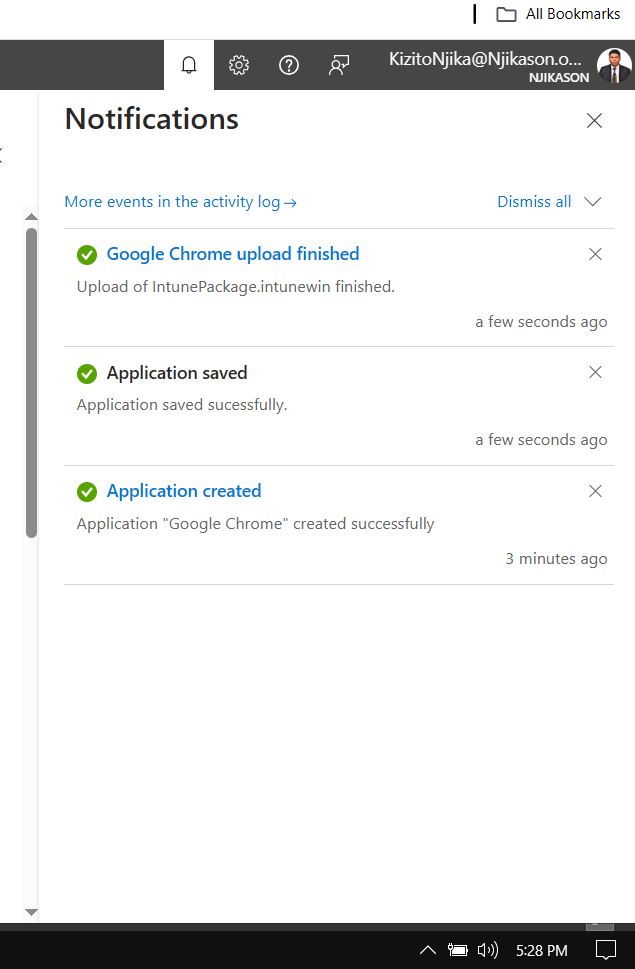 All Bookmarks
KizitoNjika@Njikason.o...
NJIKASON
Notifications
More events in the activity log→
Dismiss all
Google Chrome upload finished
Upload of IntunePackage.intunewin finished.
a few seconds ago
Application saved
Application saved sucessfully.
a few seconds ago
Application created
Application "Google Chrome" created successfully
3 minutes ago
5:28 PM